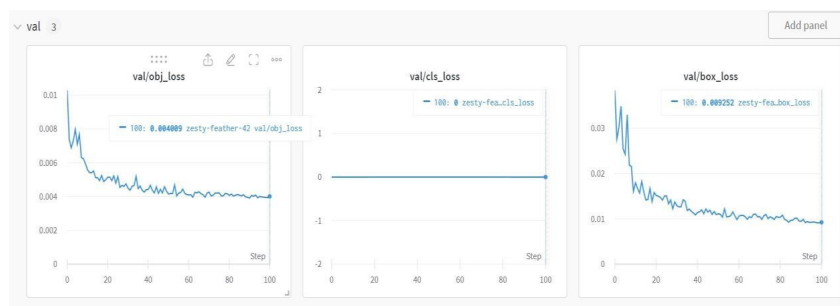 val 3
Add panel
val/obj_loss
0.01
0.008
0.006
0.004
0.002
0
0 20 40 60 80 100
Step
100: 0.004009 zesty-feather-42 val/obj_loss
val/cls_loss
2
1
0
-1
-2
0 20 40 60 80 100
Step
100: 0 zesty-fea…cls_loss
val/box_loss
0.03
0.02
0.01
0
0 20 40 60 80 100
Step
100: 0.009252 zesty-fea…box_loss